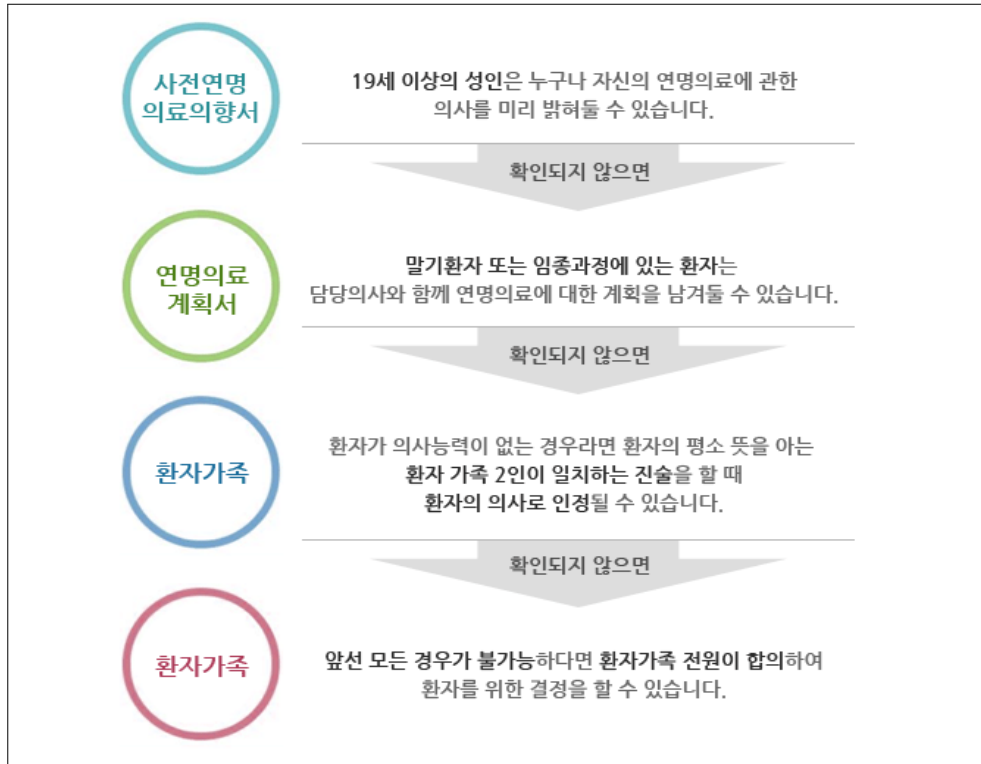 사전연명
의료의향서
19세 이상의 성인은 누구나 자신의 연명의료에 관한
의사를 미리 밝혀둘 수 있습니다.
확인되지 않으면
연명의료
계획서
말기환자 또는 임종과정에 있는 환자는
담당의사와 함께 연명의료에 대한 계획을 남겨둘 수 있습니다.
확인되지 않으면
환자가족
환자가 의사능력이 없는 경우라면 환자의 평소 뜻을 아는
환자 가족 2인이 일치하는 진술을 할 때
환자의 의사로 인정될 수 있습니다.
확인되지 않으면
환자가족
앞선 모든 경우가 불가능하다면 환자가족 전원이 합의하여
환자를 위한 결정을 할 수 있습니다.